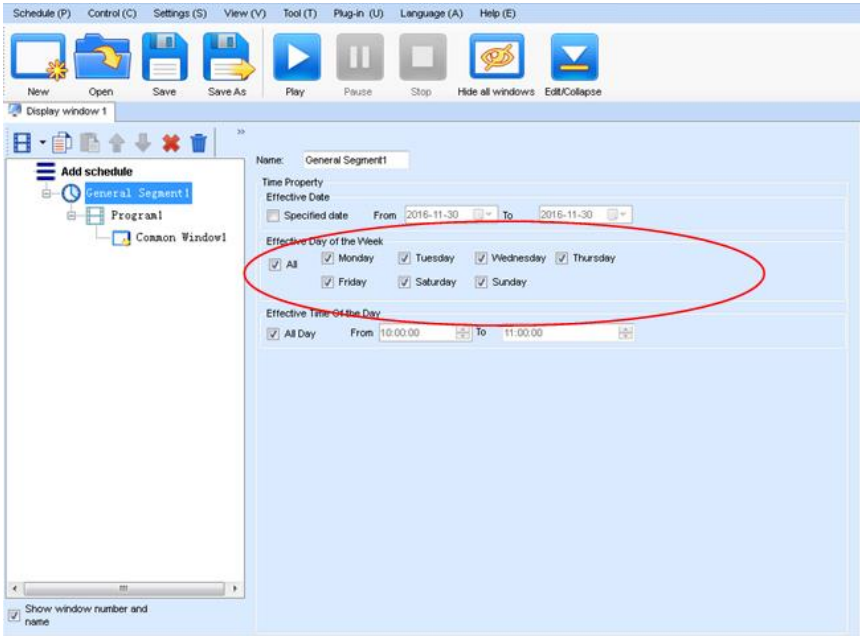 Schedule (P) Control (C) Settings (S) View (V) Tool (T) Plug-in (U) Language (A) Help (E)
New Open Save Save As Play Pause Stop Hide all windows Edit/Collapse
Display window 1
Name: General Segment1
Add schedule
General Segment1
Program1
Common Window1
Time Property
Effective Date
Specified date From 2016-11-30 To 2016-11-30
Effective Day of the Week
All Monday Tuesday Wednesday Thursday
Friday Saturday Sunday
Effective Time Of the Day
All Day From 10:00:00 To 11:00:00
Show window number and
name